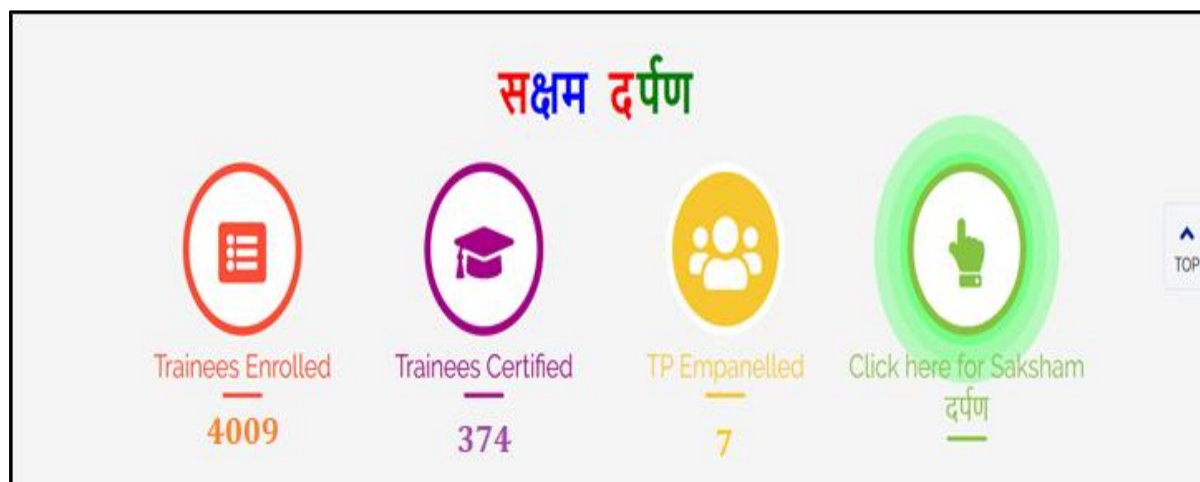 सक्षम दर्पण
Trainees Enrolled
4009
Trainees Certified
374
TP Empanelled
7
Click here for Saksham
दर्पण
TOP